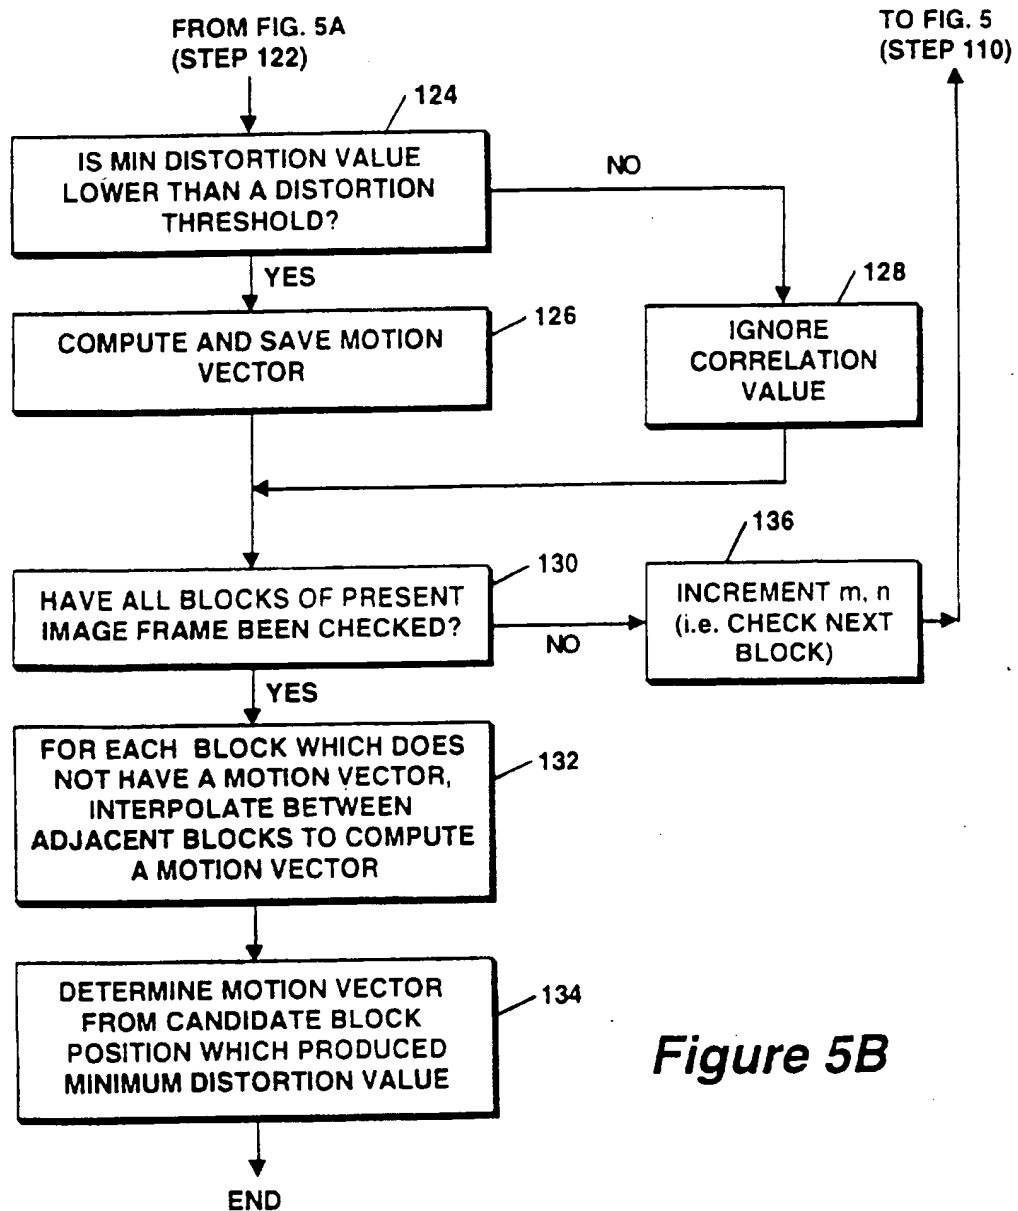 FROM FIG. 5A
(STEP 122)
TO FIG. 5
(STEP 110)
124
IS MIN DISTORTION VALUE
LOWER THAN A DISTORTION
THRESHOLD?
NO
YES
128
126
COMPUTE AND SAVE MOTION
VECTOR
IGNORE
CORRELATION
VALUE
136
130
HAVE ALL BLOCKS OF PRESENT
IMAGE FRAME BEEN CHECKED?
NO
INCREMENT m, n
(i.e. CHECK NEXT
BLOCK)
YES
FOR EACH BLOCK WHICH DOES
NOT HAVE A MOTION VECTOR,
INTERPOLATE BETWEEN
ADJACENT BLOCKS TO COMPUTE
A MOTION VECTOR
132
DETERMINE MOTION VECTOR
FROM CANDIDATE BLOCK
POSITION WHICH PRODUCED
MINIMUM DISTORTION VALUE
134
Figure 5B
END